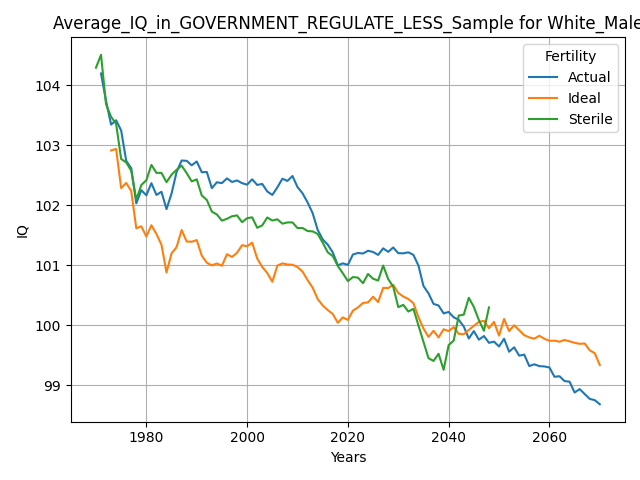 Average_IQ_in_GOVERNMENT_REGULATE_LESS_Sample for White_Male
Fertility
Actual
Ideal
Sterile
104
103
102
101
100
99
IQ
1980
2000
2020
2040
2060
Years